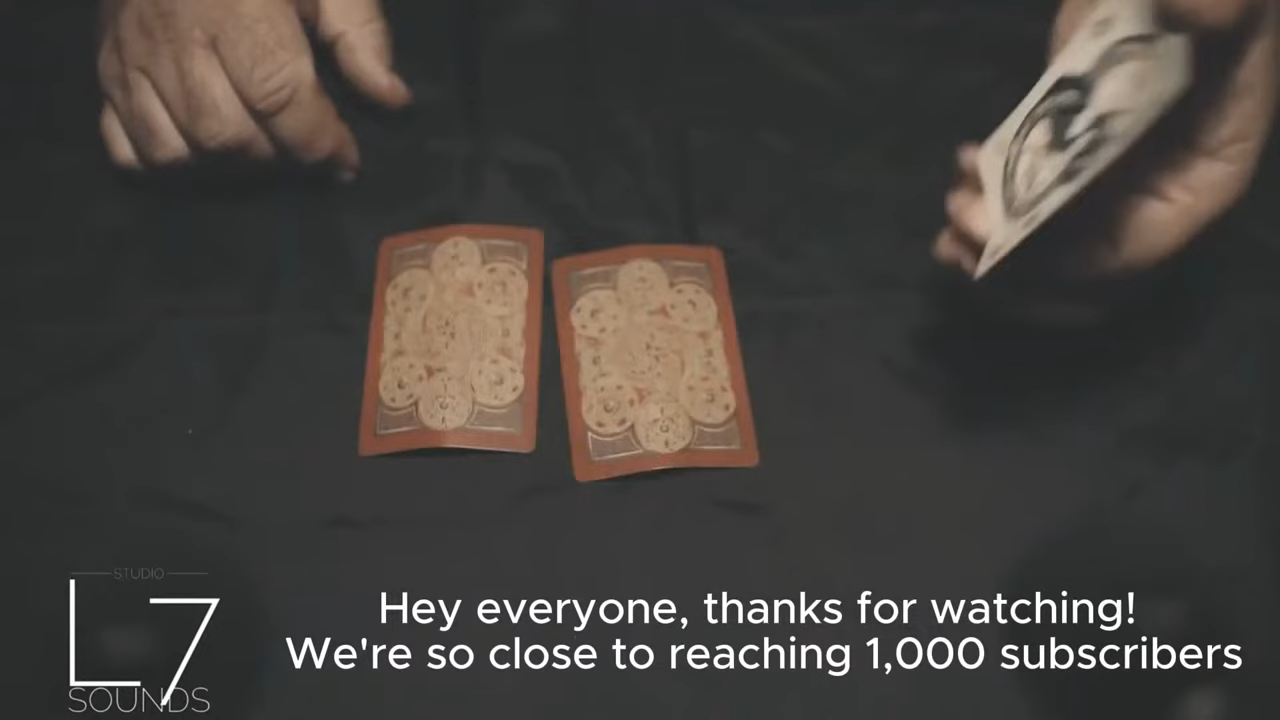 STUDIO
L7
SOUNDS
Hey everyone, thanks for watching!
We're so close to reaching 1,000 subscribers